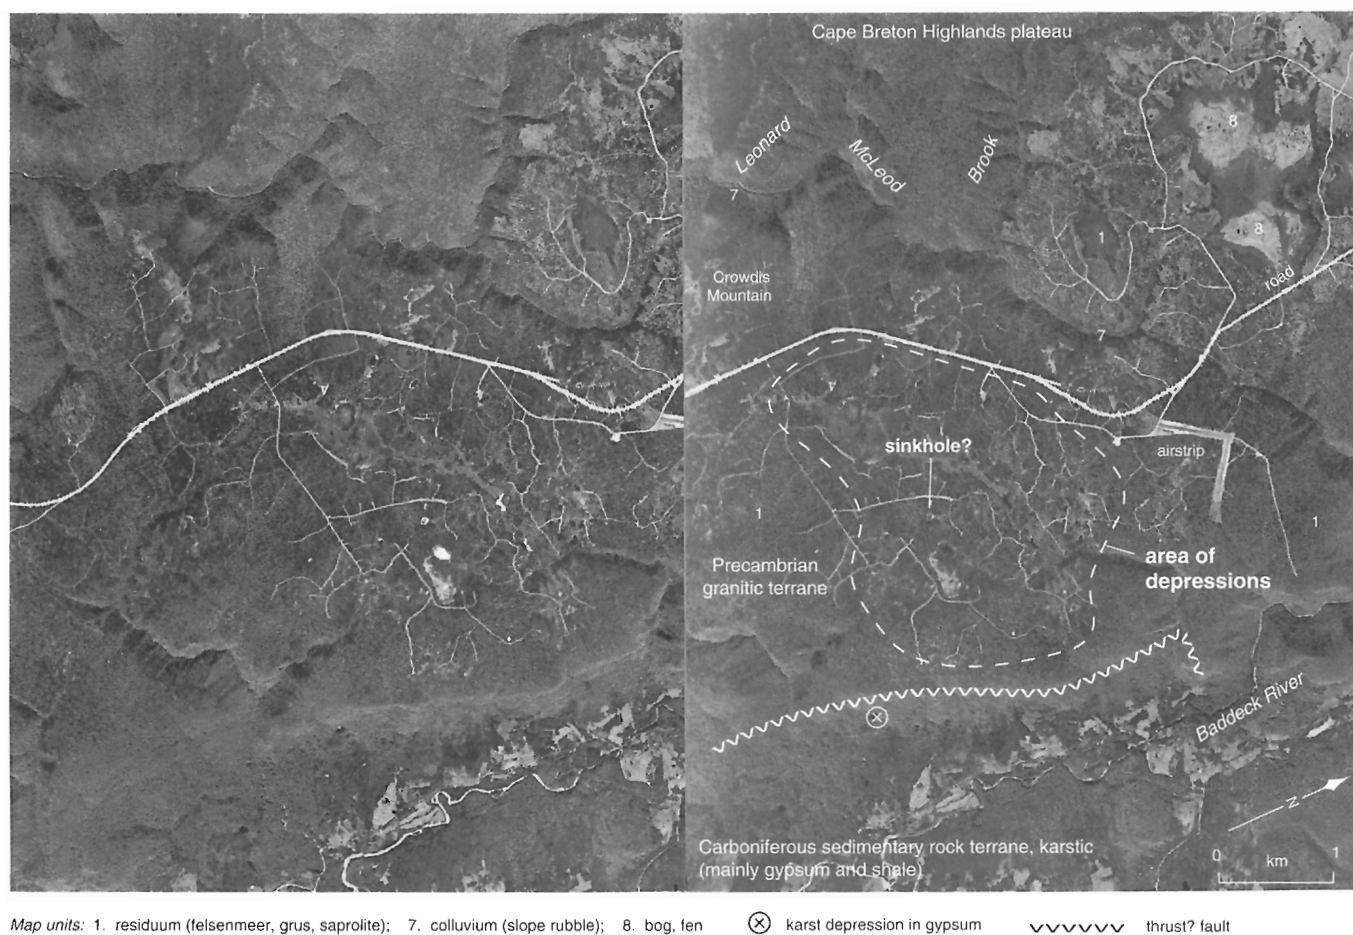 Cape Breton Highlands plateau
Leonard
McLeod
Brook
8
7
1
8
Crowdis
Mountain
road
7
sinkhole?
airstrip
1
1
Precambrian
granitic terrane
area of
depressions
Baddeck River
N
Carboniferous sedimentary rock terrane, karstic
(mainly gypsum and shale)
0 km 1
Map units: 1. residuum (felsenmeer, grus, saprolite); 7. colluvium (slope rubble); 8. bog, fen karst depression in gypsum thrust? fault